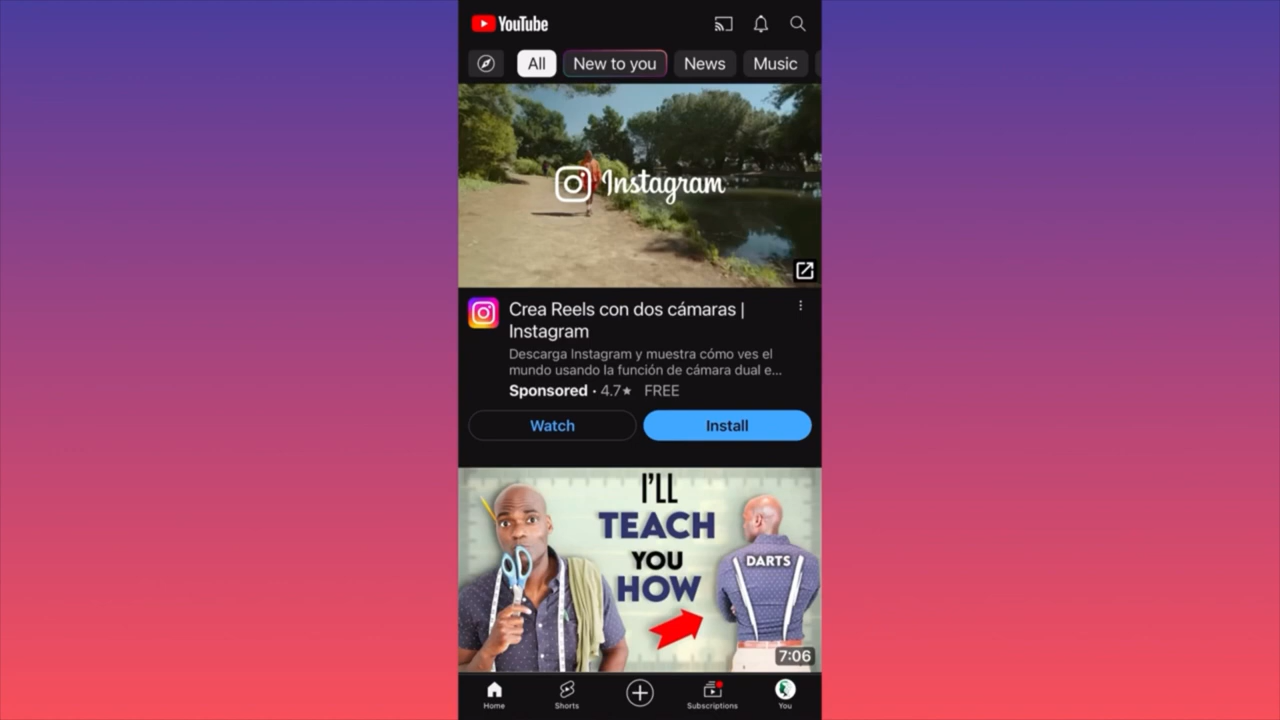 YouTube
All
New to you
News
Music
Instagram
Crea Reels con dos cámaras |
Instagram
Descarga Instagram y muestra cómo ves el
mundo usando la función de cámara dual e...
Sponsored · 4.7★ FREE
Watch
Install
I'LL
TEACH
YOU
HOW
DARTS
7:06
Home
Shorts
Subscriptions
You